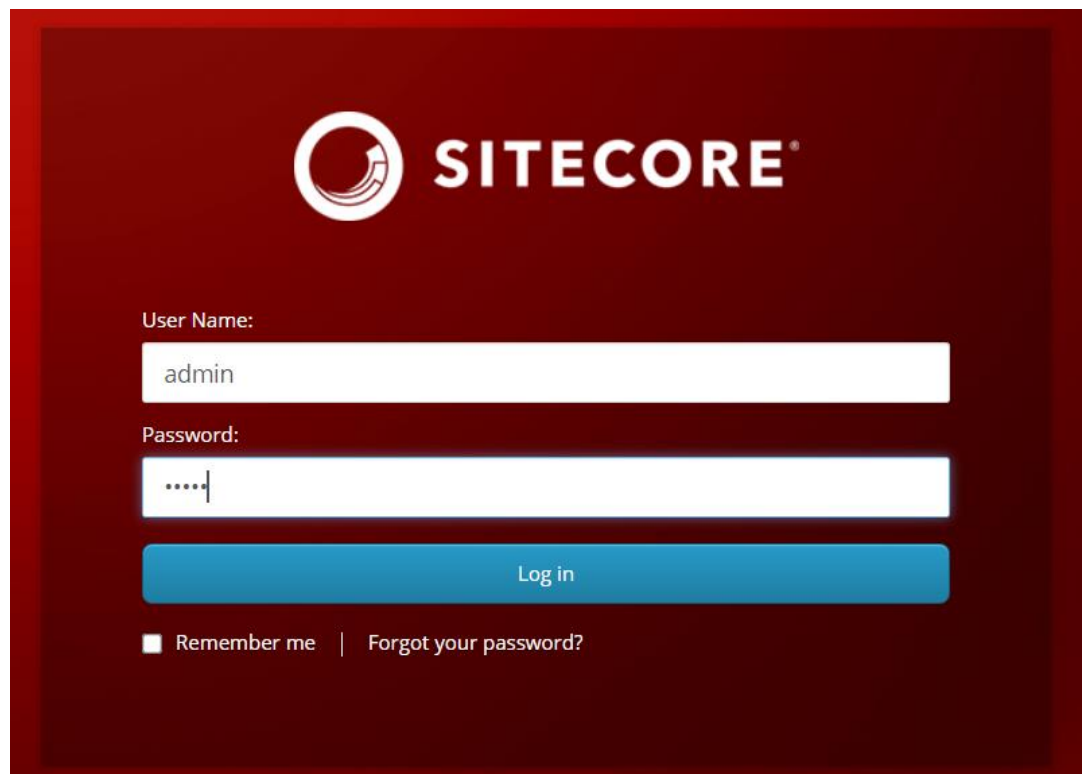 SITECORE®
User Name:
admin
Password:
•••••
Log in
Remember me | Forgot your password?